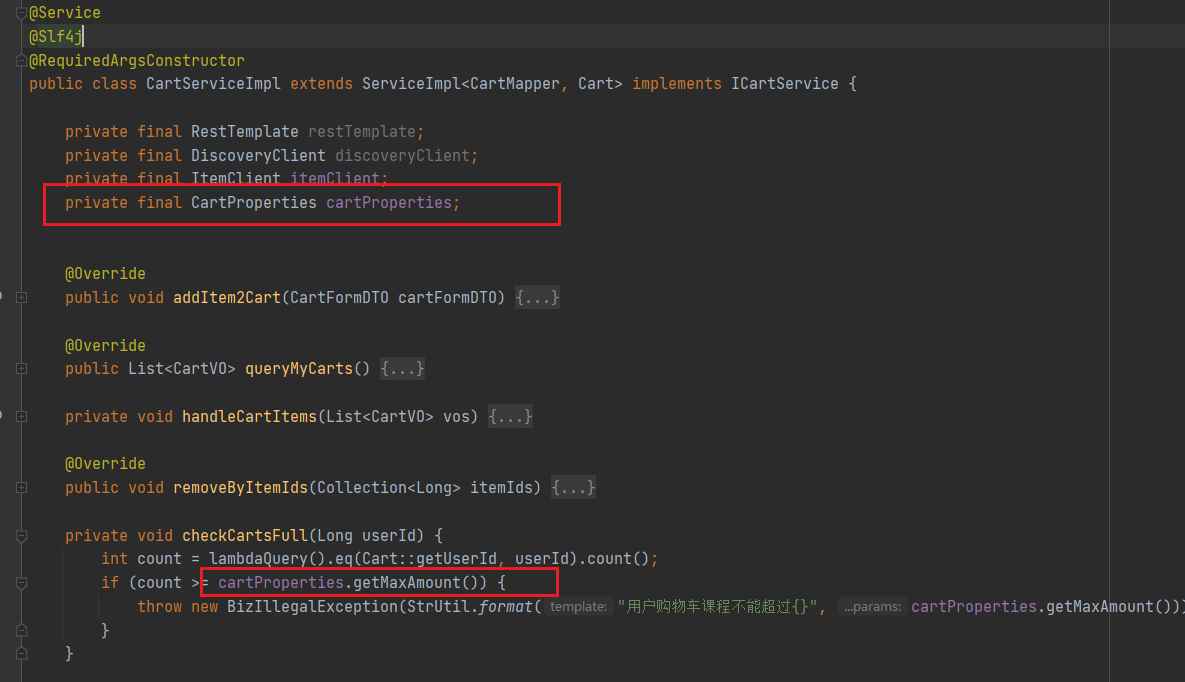 @Service
@Slf4j
@RequiredArgsConstructor
public class CartServiceImpl extends ServiceImpl<CartMapper, Cart> implements ICartService {
private final RestTemplate restTemplate;
private final DiscoveryClient discoveryClient;
private final ItemClient itemClient;
private final CartProperties cartProperties;
@Override
public void addItem2Cart(CartFormDTO cartFormDTO) {...}
@Override
public List<CartVO> queryMyCarts() {...}
private void handleCartItems(List<CartVO> vos) {...}
@Override
public void removeByItemIds(Collection<Long> itemIds) {...}
private void checkCartsFull(Long userId) {
int count = lambdaQuery().eq(Cart::getUserId, userId).count();
if (count >= cartProperties.getMaxAmount()) {
throw new BizIllegalException(StrUtil.format( template: "用户购物车课程不能超过{}", ...params: cartProperties.getMaxAmount()))
}
}